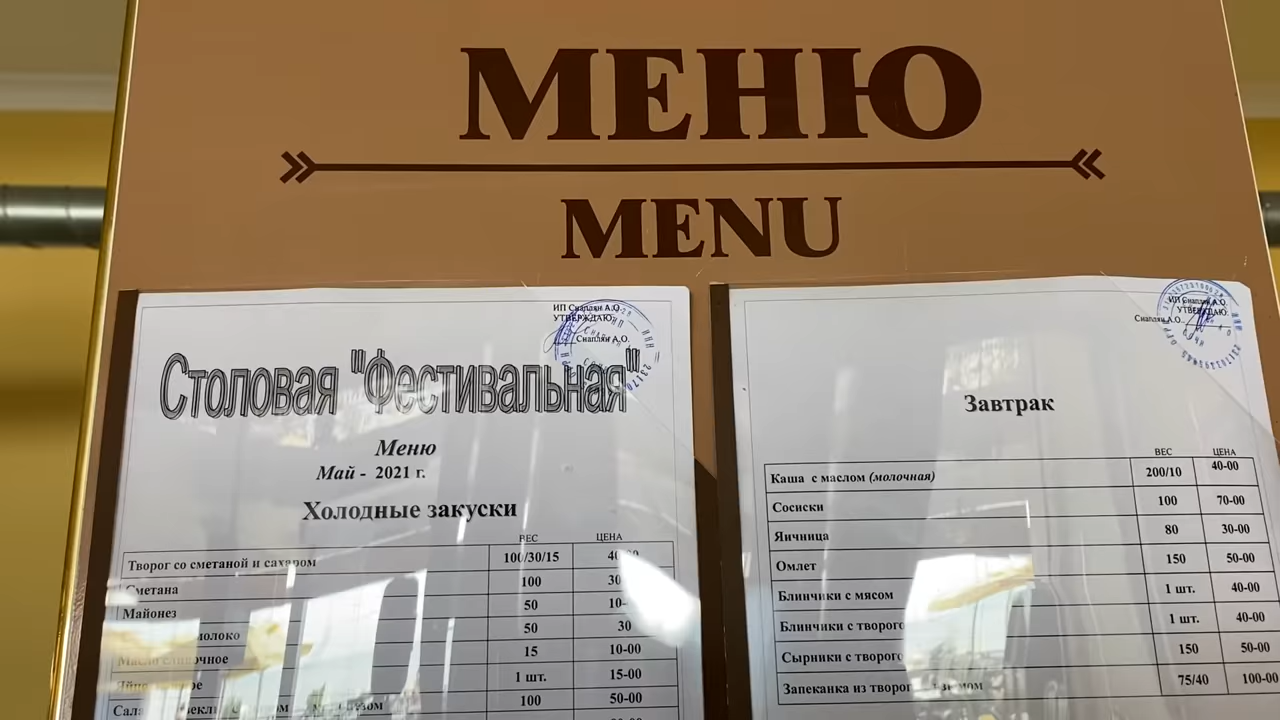 МЕНЮ
MENU
ИП Снапян А.О.
УТВЕРЖДАЮ:
Снапян А.О.
Столовая "Фестивальная"
Меню
Май - 2021 г.
Холодные закуски
ВЕС ЦЕНА
Творог со сметаной и сахаром 100/30/15
Сметана 100 30
Майонез 50 10-
молоко 50 30
Масло сливочное 15 10-00
1 шт. 15-00
100 50-00
ИП Снапян А.О.
УТВЕРЖДАЮ:
Снапян А.О.
Завтрак
ВЕС ЦЕНА
Каша с маслом (молочная) 200/10 40-00
Сосиски 100 70-00
Яичница 80 30-00
Омлет 150 50-00
Блинчики с мясом 1 шт. 40-00
Блинчики с творого 1 шт. 40-00
Сырники с творого 150 50-00
Запеканка из творог 75/40 100-00